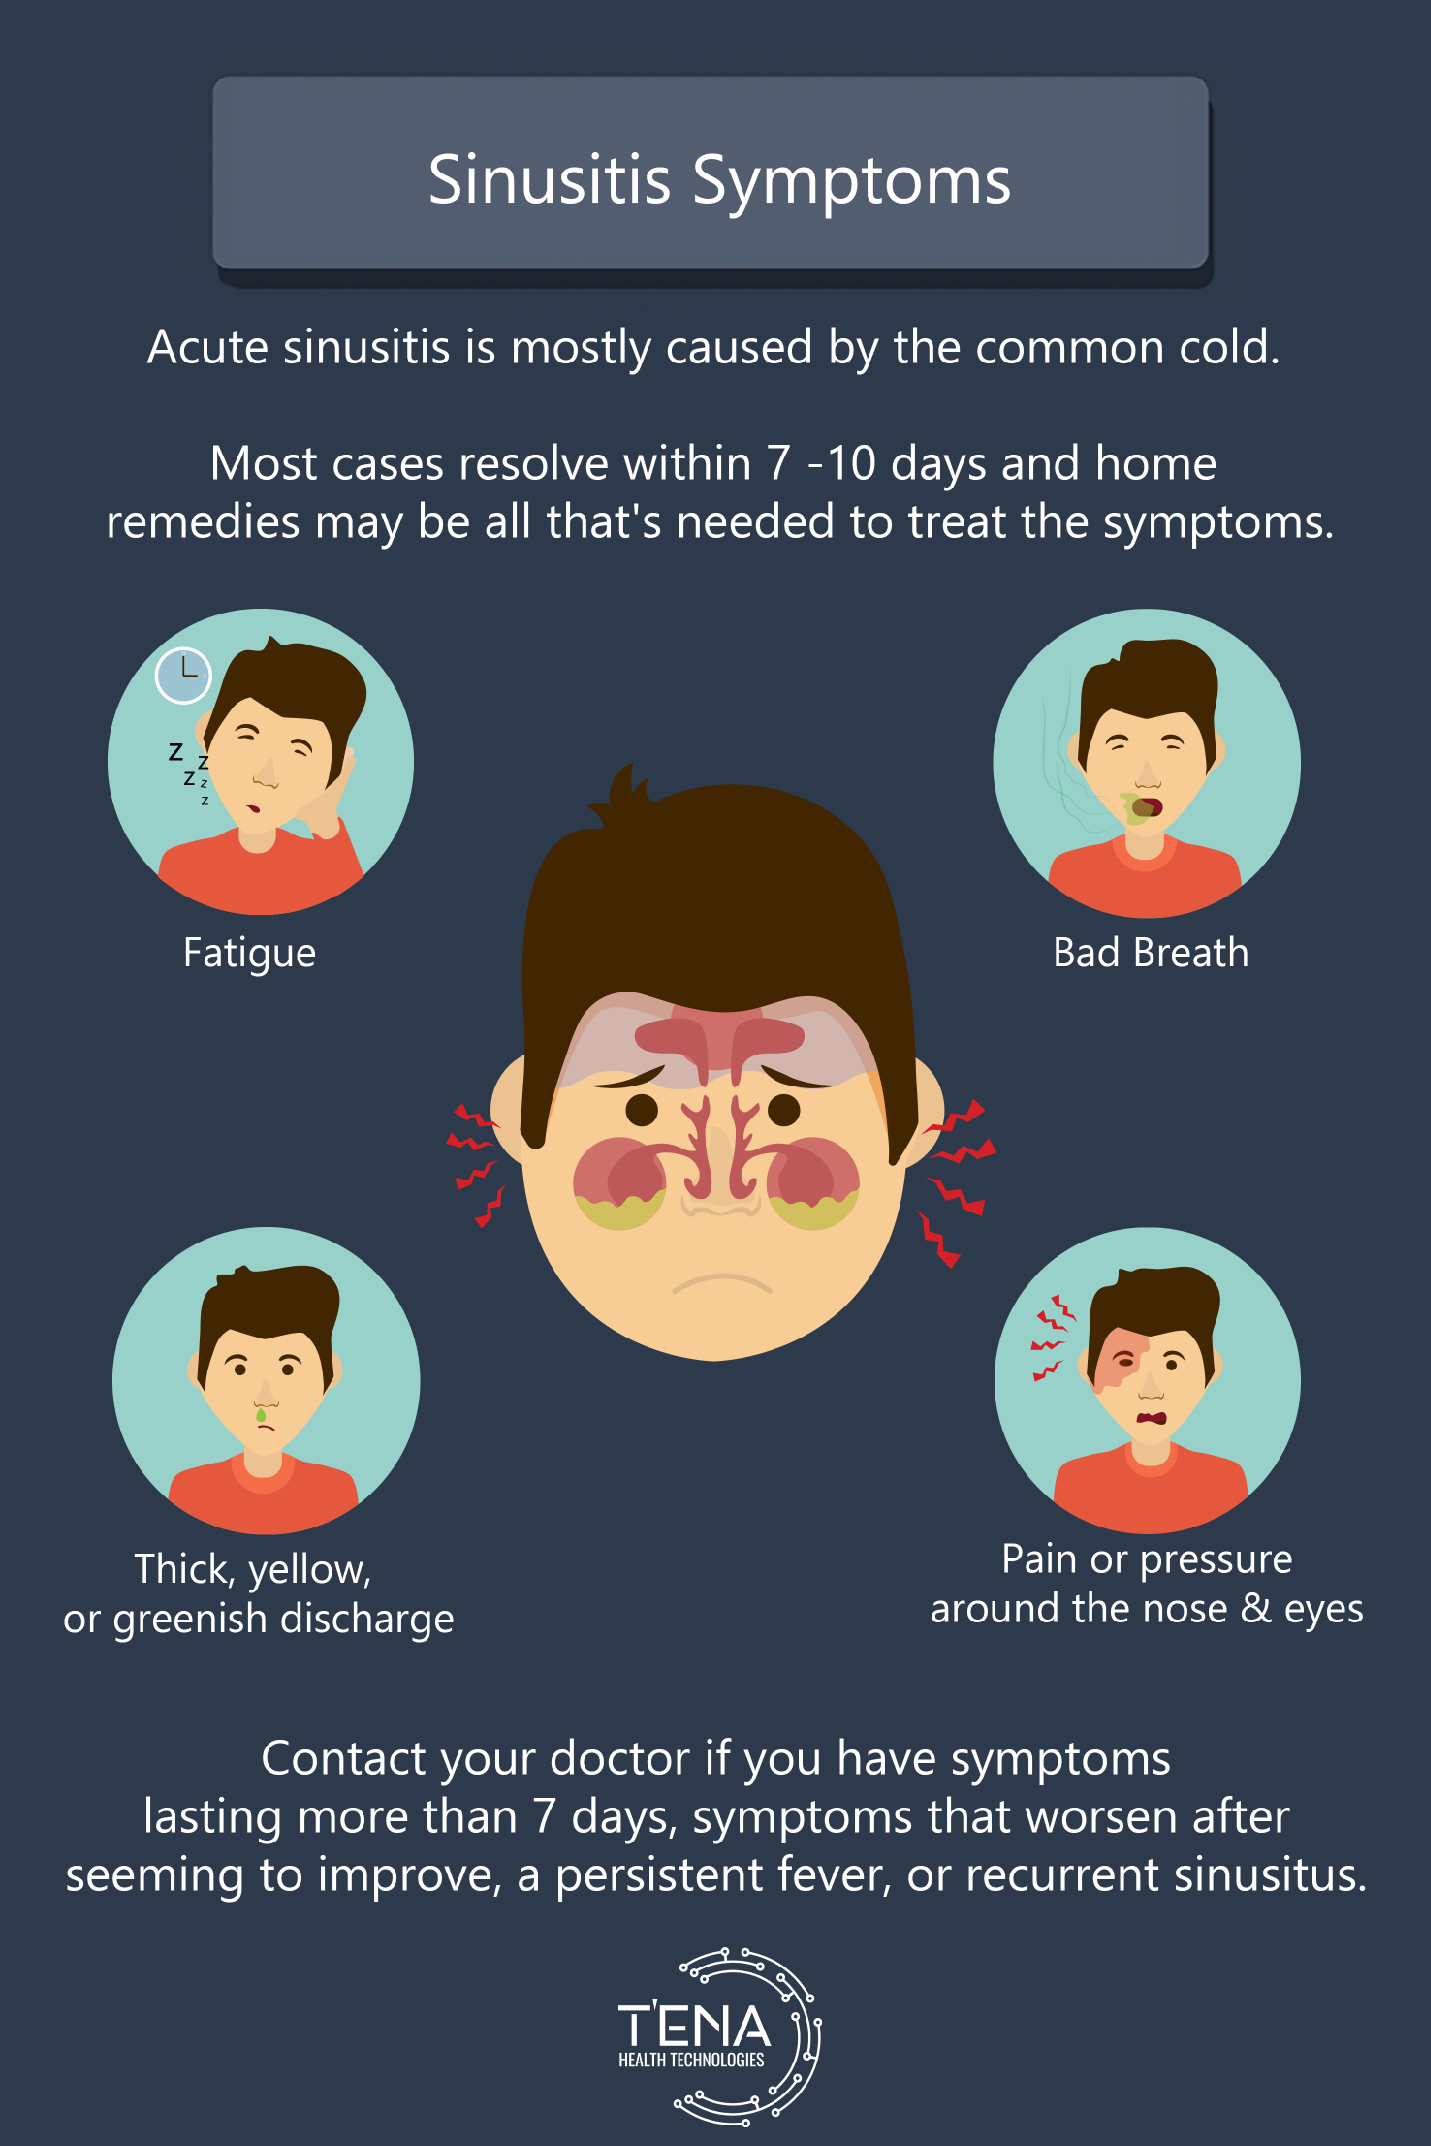 Sinusitis Symptoms
Acute sinusitis is mostly caused by the common cold.
Most cases resolve within 7 -10 days and home
remedies may be all that's needed to treat the symptoms.
z
z
z
z
z
Fatigue
Bad Breath
Thick, yellow,
or greenish discharge
Pain or pressure
around the nose & eyes
Contact your doctor if you have symptoms
lasting more than 7 days, symptoms that worsen after
seeming to improve, a persistent fever, or recurrent sinusitus.
T'ENA
HEALTH TECHNOLOGIES